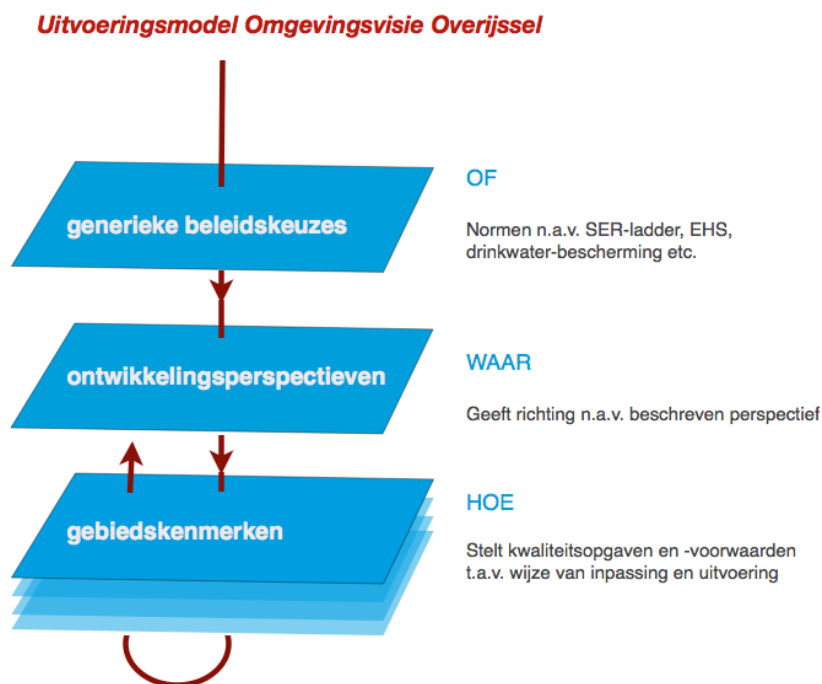 Uitvoeringsmodel Omgevingsvisie Overijssel
generieke beleidskeuzes
OF
Normen n.a.v. SER-ladder, EHS,
drinkwater-bescherming etc.
ontwikkelingsperspectieven
WAAR
Geeft richting n.a.v. beschreven perspectief
gebiedskenmerken
HOE
Stelt kwaliteitsopgaven en -voorwaarden
t.a.v. wijze van inpassing en uitvoering